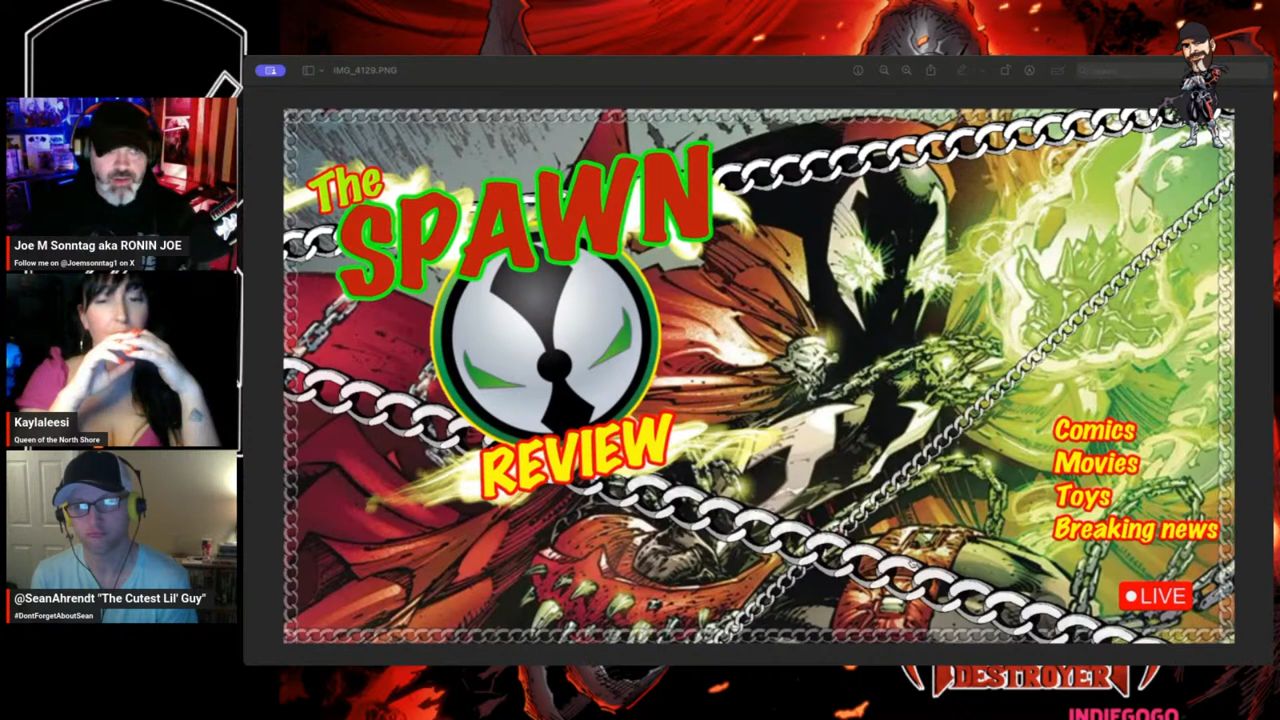 IMG_4129.PNG
The
SPAWN
REVIEW
Comics
Movies
Toys
Breaking news
LIVE
Joe M Sonntag aka RONIN JOE
Follow me on @Joemsonntag1 on X
Kaylaleesi
Queen of the North Shore
@SeanAhrendt "The Cutest Lil' Guy"
#DontForgetAboutSean
DESTROYER
INDIEGOGO